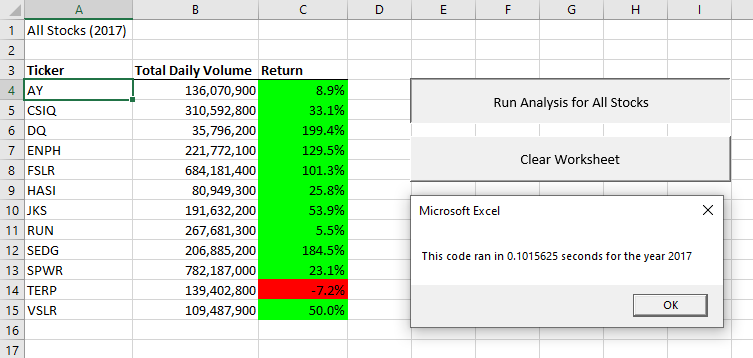 A B C D E F G H I
1 All Stocks (2017)
2
3 Ticker Total Daily Volume Return
4 AY 136,070,900 8.9%
5 CSIQ 310,592,800 33.1%
6 DQ 35,796,200 199.4%
7 ENPH 221,772,100 129.5%
8 FSLR 684,181,400 101.3%
9 HASI 80,949,300 25.8%
10 JKS 191,632,200 53.9%
11 RUN 267,681,300 5.5%
12 SEDG 206,885,200 184.5%
13 SPWR 782,187,000 23.1%
14 TERP 139,402,800 -7.2%
15 VSLR 109,487,900 50.0%
16
17
Run Analysis for All Stocks
Clear Worksheet
Microsoft Excel
This code ran in 0.1015625 seconds for the year 2017
OK